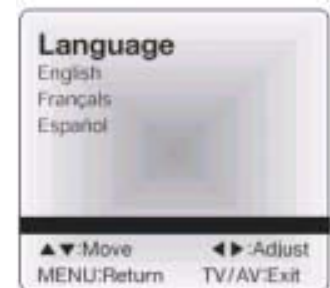 Language
English
Français
Español
▲▼:Move ◀▶:Adjust
MENU:Return TV/AV:Exit